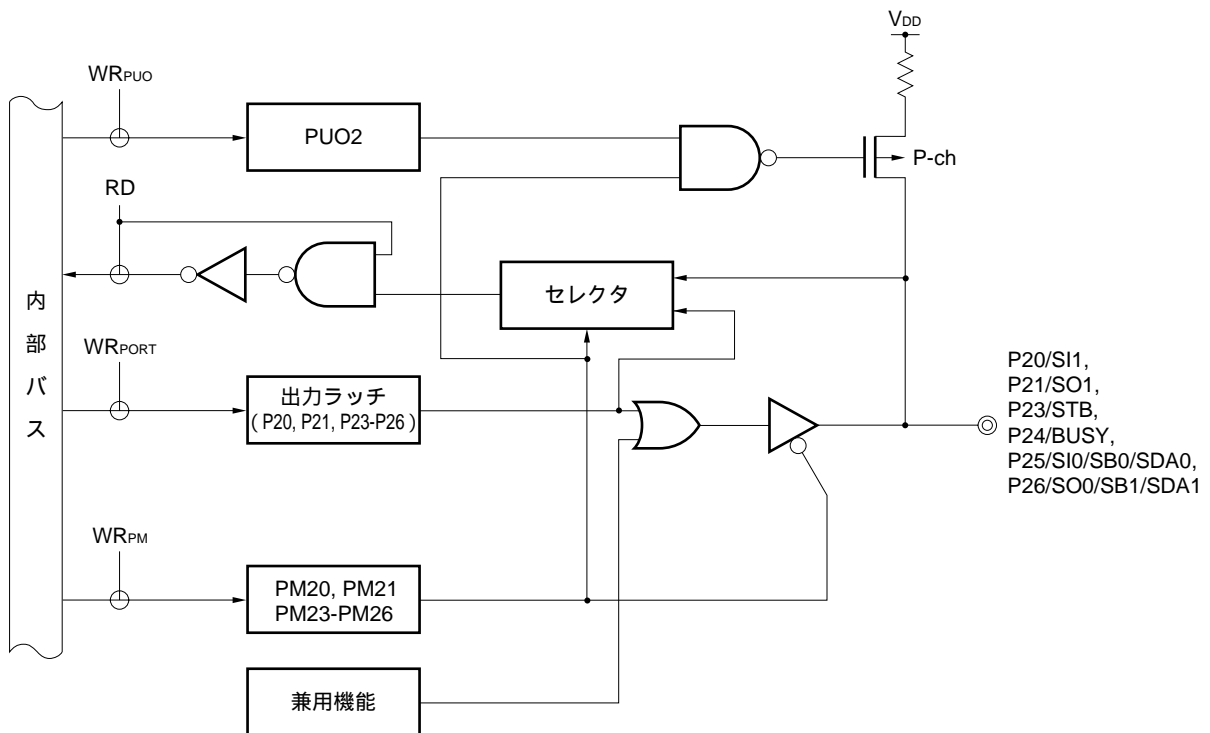 VDD
WRPUO
PUO2
P-ch
RD
セレクタ
内部バス
WRPORT
出力ラッチ
(P20, P21, P23-P26)
P20/SI1,
P21/SO1,
P23/STB,
P24/BUSY,
P25/SI0/SB0/SDA0,
P26/SO0/SB1/SDA1
WRPM
PM20, PM21
PM23-PM26
兼用機能